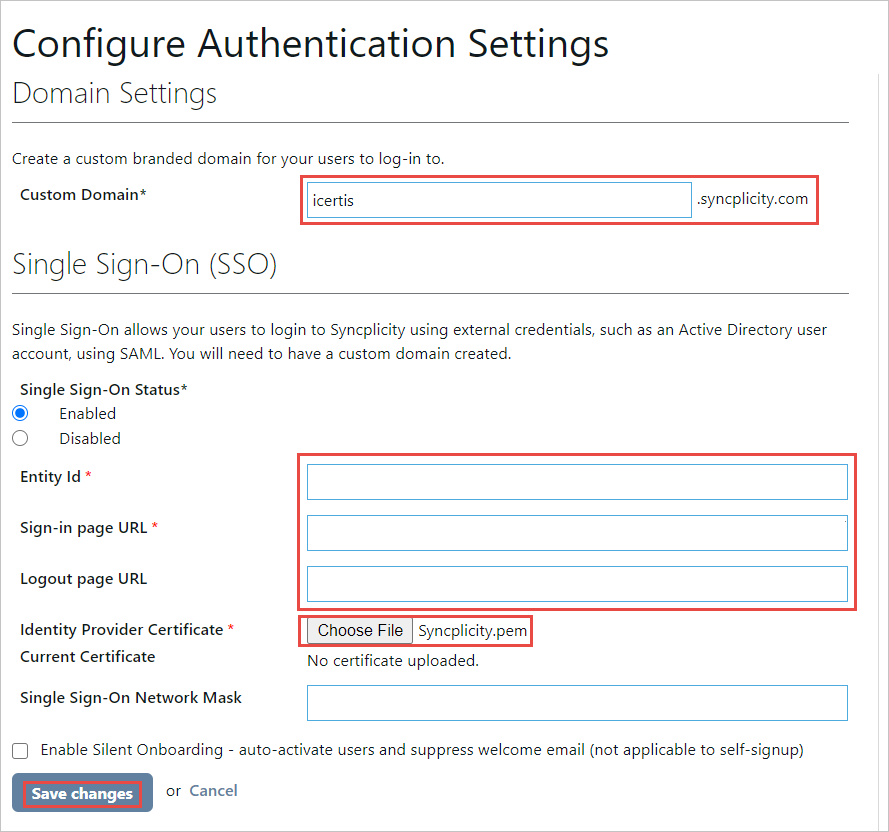 Configure Authentication Settings
Domain Settings
Create a custom branded domain for your users to log-in to.
Custom Domain* icertis .syncplicity.com
Single Sign-On (SSO)
Single Sign-On allows your users to login to Syncplicity using external credentials, such as an Active Directory user
account, using SAML. You will need to have a custom domain created.
Single Sign-On Status*
Enabled
Disabled
Entity Id *
Sign-in page URL *
Logout page URL
Identity Provider Certificate * Choose File Syncplicity.pem
Current Certificate No certificate uploaded.
Single Sign-On Network Mask
Enable Silent Onboarding - auto-activate users and suppress welcome email (not applicable to self-signup)
Save changes or Cancel